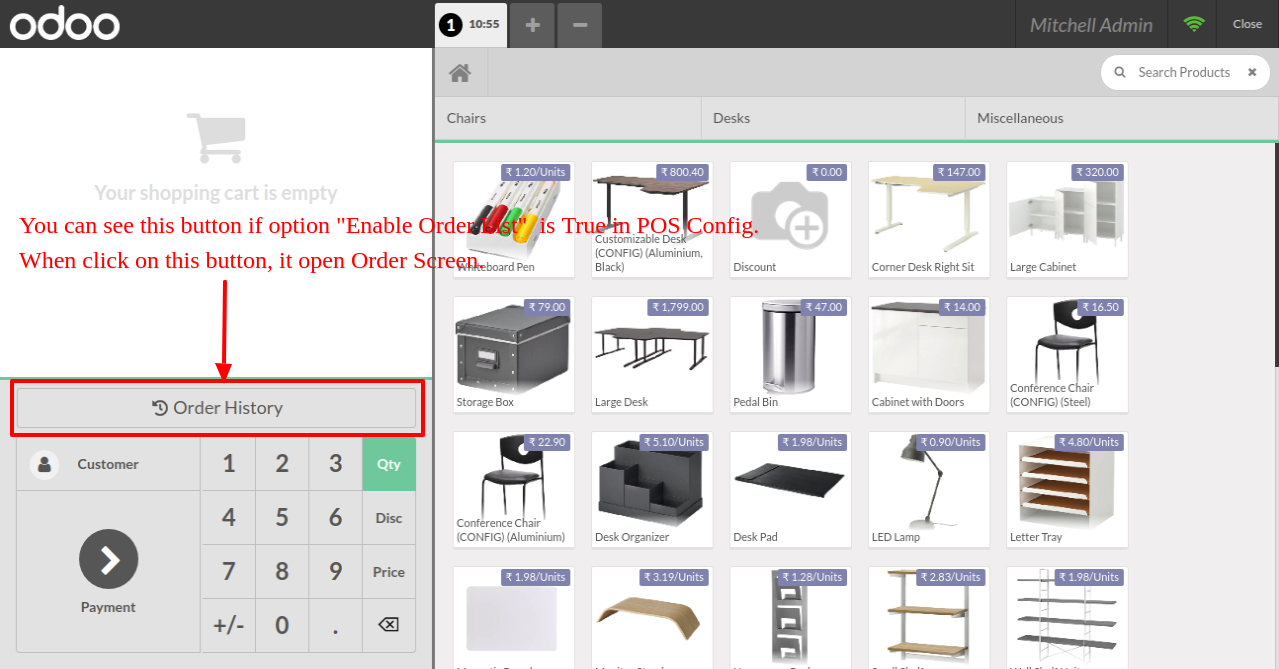 odoo
1 10:55
Mitchell Admin
Close
Search Products
Chairs
Desks
Miscellaneous
Your shopping cart is empty
You can see this button if option "Enable Order List" is True in POS Config.
When click on this button, it open Order Screen.
Order History
Customer
Payment
1 2 3 Qty
4 5 6 Disc
7 8 9 Price
+/- 0 .
₹ 1.20/Units
Whiteboard Pen
₹ 800.40
Customizable Desk
(CONFIG) (Aluminium,
Black)
₹ 0.00
Discount
₹ 147.00
Corner Desk Right Sit
₹ 320.00
Large Cabinet
₹ 79.00
Storage Box
₹ 1,799.00
Large Desk
₹ 47.00
Pedal Bin
₹ 14.00
Cabinet with Doors
₹ 16.50
Conference Chair
(CONFIG) (Steel)
₹ 22.90
Conference Chair
(CONFIG) (Aluminium)
₹ 5.10/Units
Desk Organizer
₹ 1.98/Units
Desk Pad
₹ 0.90/Units
LED Lamp
₹ 4.80/Units
Letter Tray
₹ 1.98/Units
₹ 3.19/Units
₹ 1.28/Units
₹ 2.83/Units
₹ 1.98/Units